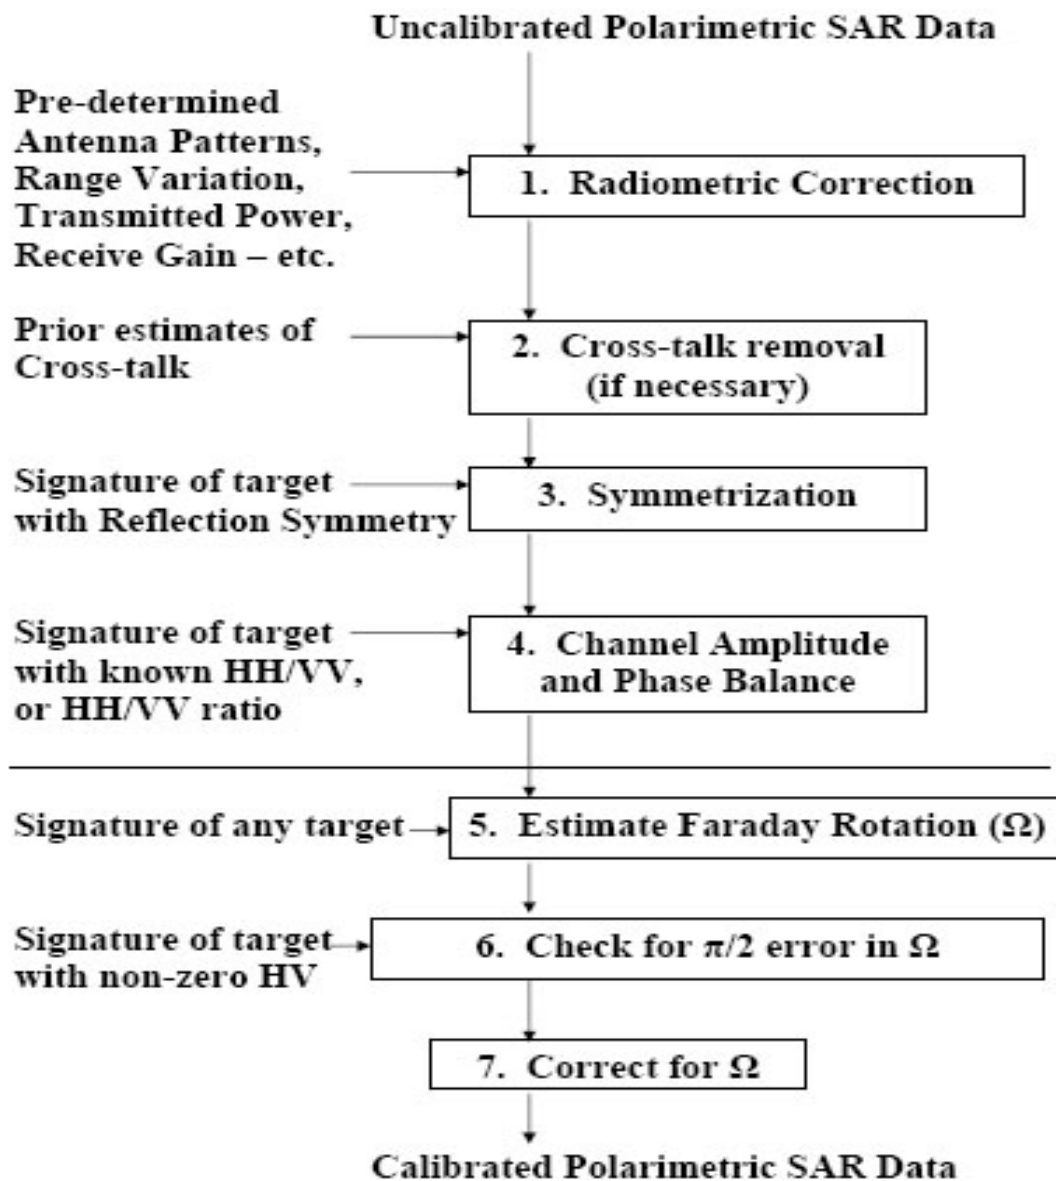 Uncalibrated Polarimetric SAR Data
Pre-determined
Antenna Patterns,
Range Variation,
Transmitted Power,
Receive Gain – etc.
1. Radiometric Correction
Prior estimates of
Cross-talk
2. Cross-talk removal
(if necessary)
Signature of target
with Reflection Symmetry
3. Symmetrization
Signature of target
with known HH/VV,
or HH/VV ratio
4. Channel Amplitude
and Phase Balance
Signature of any target
5. Estimate Faraday Rotation (Ω)
Signature of target
with non-zero HV
6. Check for π/2 error in Ω
7. Correct for Ω
Calibrated Polarimetric SAR Data